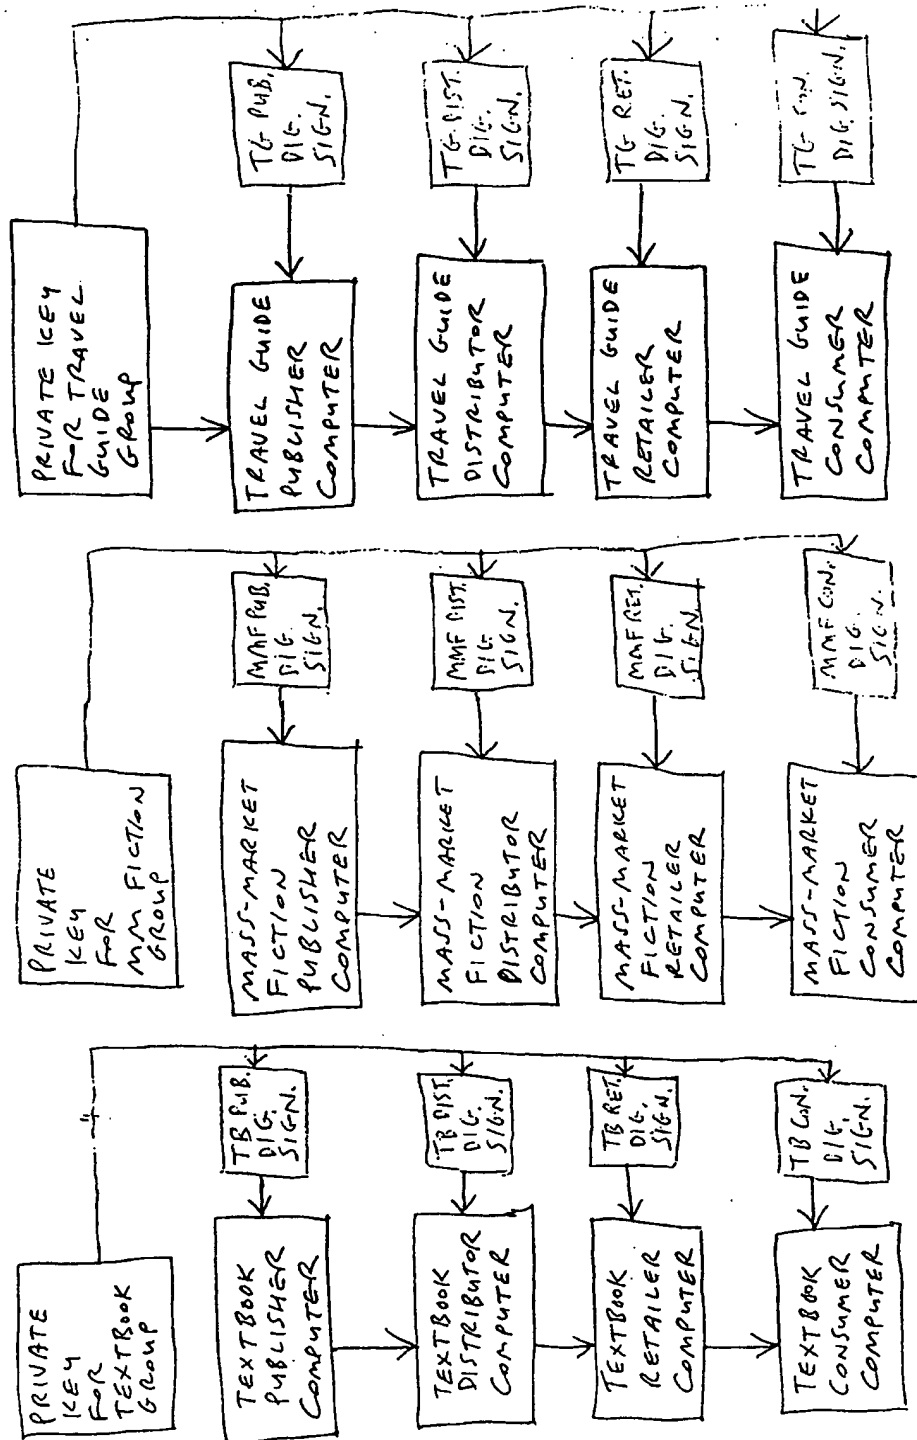 PRIVATE
KEY
FOR
TEXTBOOK
GROUP
TEXTBOOK
PUBLISHER
COMPUTER
TB PUB.
DIG.
SIGN.
TEXTBOOK
DISTRIBUTOR
COMPUTER
TB DIST.
DIG.
SIGN.
TEXTBOOK
RETAILER
COMPUTER
TB RET.
DIG.
SIGN.
TEXTBOOK
CONSUMER
COMPUTER
TB CON.
DIG.
SIGN.
PRIVATE
KEY
FOR
MM FICTION
GROUP
MASS-MARKET
FICTION
PUBLISHER
COMPUTER
MMF PUB.
DIG.
SIGN.
MASS-MARKET
FICTION
DISTRIBUTOR
COMPUTER
MMF DIST.
DIG.
SIGN.
MASS-MARKET
FICTION
RETAILER
COMPUTER
MMF RET.
DIG.
SIGN.
MASS-MARKET
FICTION
CONSUMER
COMPUTER
MMF CON.
DIG.
SIGN.
PRIVATE KEY
FOR TRAVEL
GUIDE
GROUP
TRAVEL GUIDE
PUBLISHER
COMPUTER
TG PUB.
DIG.
SIGN.
TRAVEL GUIDE
DISTRIBUTOR
COMPUTER
TG DIST.
DIG.
SIGN.
TRAVEL GUIDE
RETAILER
COMPUTER
TG RET.
DIG.
SIGN.
TRAVEL GUIDE
CONSUMER
COMPUTER
TG CON.
DIG. SIGN.